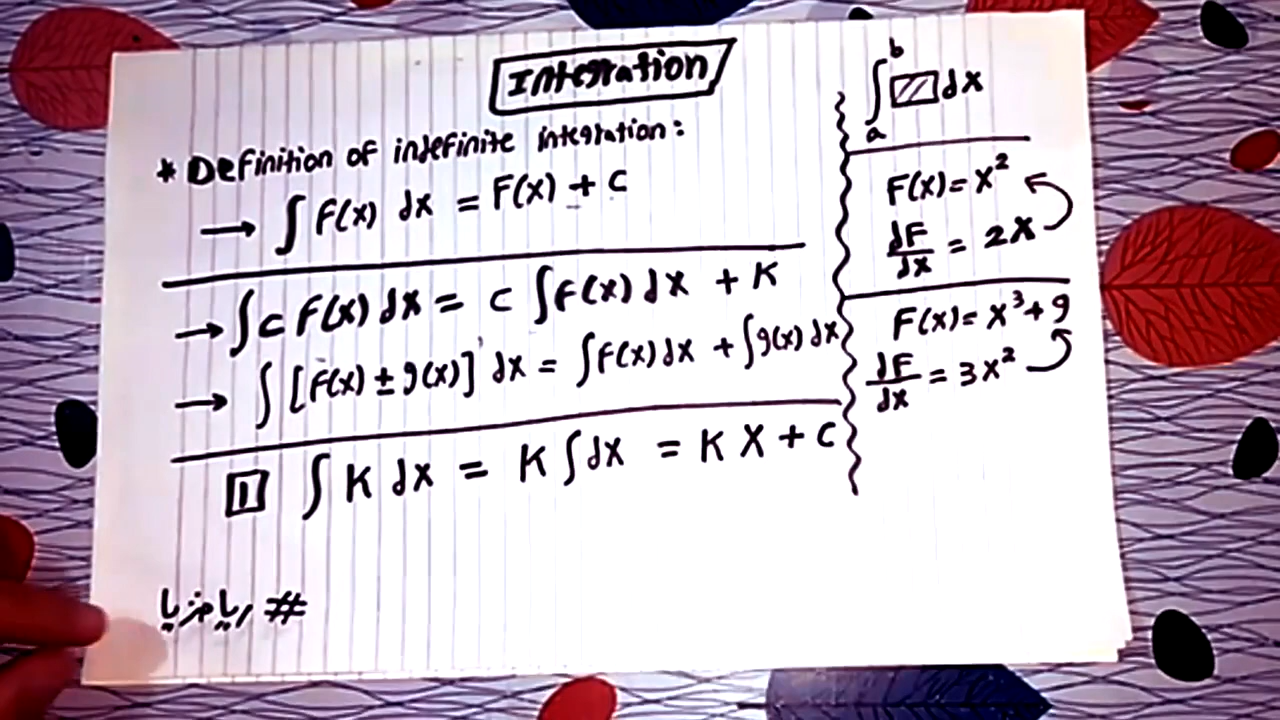 Integration
* Definition of indefinite integration:
→ ∫ F(x) dx = F(x) + c
→ ∫ c F(x) dx = c ∫ F(x) dx + K
→ ∫ [F(x) ± g(x)] dx = ∫ F(x) dx + ∫ g(x) dx
1 ∫ K dx = K ∫ dx = K X + c
# رياضزيا
∫ₐᵇ ▨ dx
F(x) = x²
dF/dx = 2x
F(x) = x³ + 9
dF/dx = 3x²